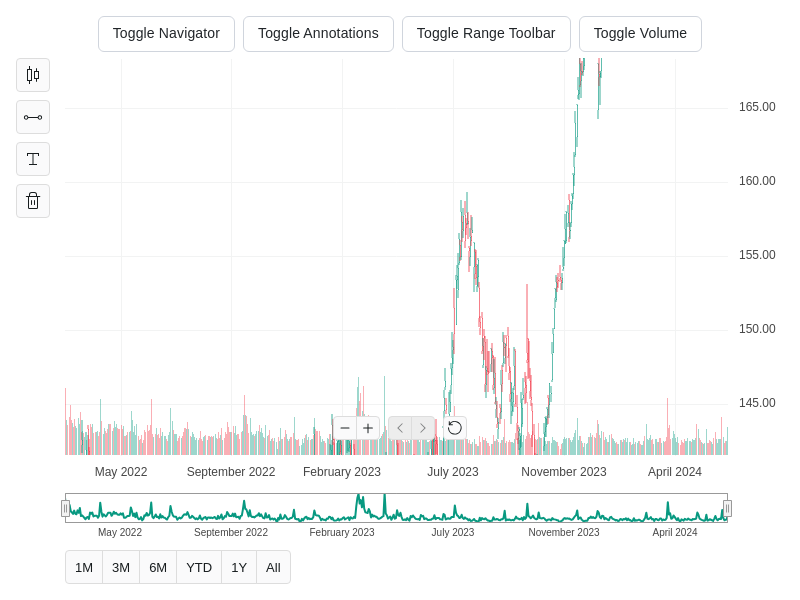 Toggle Navigator
Toggle Annotations
Toggle Range Toolbar
Toggle Volume
165.00
160.00
155.00
150.00
145.00
May 2022
September 2022
February 2023
July 2023
November 2023
April 2024
May 2022
September 2022
February 2023
July 2023
November 2023
April 2024
1M
3M
6M
YTD
1Y
All